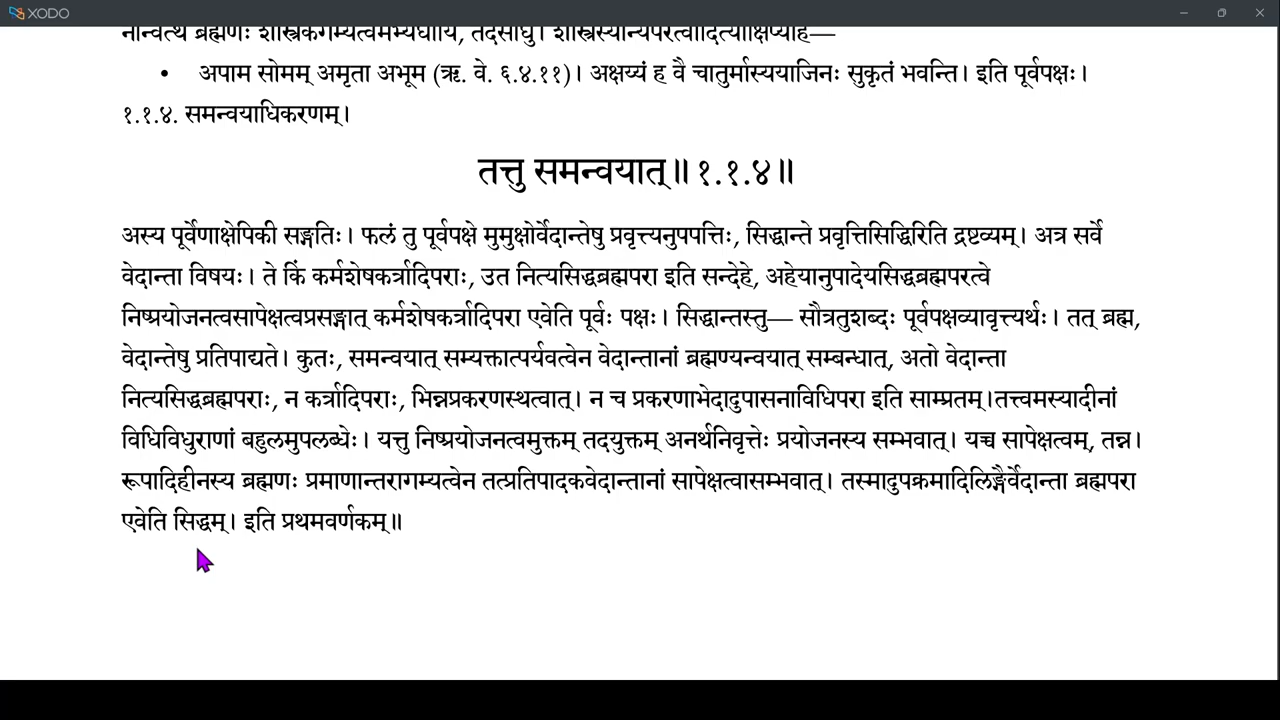 XODO
नन्वित्थं ब्रह्मणः शास्त्रैकगम्यत्वमभ्यधायि, तदसाधु। शास्त्रस्यान्यपरत्वादित्याक्षिप्याह—
• अपाम सोमम् अमृता अभूम (ऋ. वे. ६.४.११)। अक्षय्यं ह वै चातुर्मास्ययाजिनः सुकृतं भवन्ति। इति पूर्वपक्षः।
१.१.४. समन्वयाधिकरणम्।
तत्तु समन्वयात्॥ १.१.४॥
अस्य पूर्वेणाक्षेपिकी सङ्गतिः। फलं तु पूर्वपक्षे मुमुक्षोर्वेदान्तेषु प्रवृत्त्यनुपपत्तिः, सिद्धान्ते प्रवृत्तिसिद्धिरिति द्रष्टव्यम्। अत्र सर्वे
वेदान्ता विषयः। ते किं कर्मशेषकर्त्रादिपराः, उत नित्यसिद्धब्रह्मपरा इति सन्देहे, अहेयानुपादेयसिद्धब्रह्मपरत्वे
निष्प्रयोजनत्वसापेक्षत्वप्रसङ्गात् कर्मशेषकर्त्रादिपरा एवेति पूर्वः पक्षः। सिद्धान्तस्तु— सौत्रतुशब्दः पूर्वपक्षव्यावृत्त्यर्थः। तत् ब्रह्म,
वेदान्तेषु प्रतिपाद्यते। कुतः, समन्वयात् सम्यक्तात्पर्यवत्वेन वेदान्तानां ब्रह्मण्यन्वयात् सम्बन्धात्, अतो वेदान्ता
नित्यसिद्धब्रह्मपराः, न कर्त्रादिपराः, भिन्नप्रकरणस्थत्वात्। न च प्रकरणाभेदादुपासनाविधिपरा इति साम्प्रतम्।तत्त्वमस्यादीनां
विधिविधुराणां बहुलमुपलब्धेः। यत्तु निष्प्रयोजनत्वमुक्तम् तदयुक्तम् अनर्थनिवृत्तेः प्रयोजनस्य सम्भवात्। यच्च सापेक्षत्वम्, तन्न।
रूपादिहीनस्य ब्रह्मणः प्रमाणान्तरागम्यत्वेन तत्प्रतिपादकवेदान्तानां सापेक्षत्वासम्भवात्। तस्मादुपक्रमादिलिङ्गैर्वेदान्ता ब्रह्मपरा
एवेति सिद्धम्। इति प्रथमवर्णकम्॥